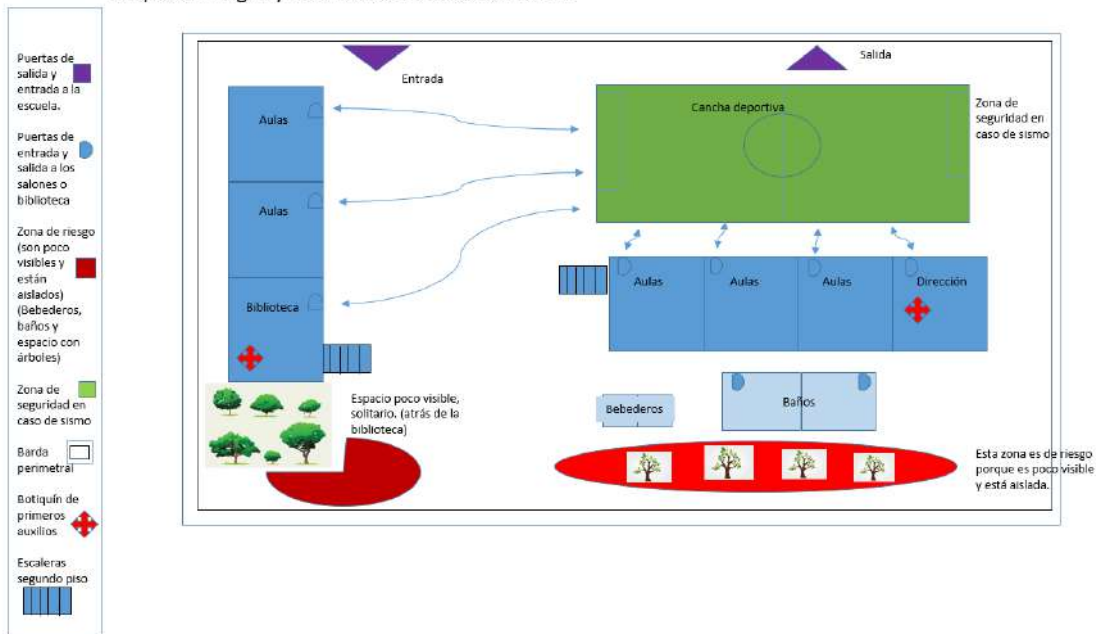 Puertas de
salida y
entrada a la
escuela.
Puertas de
entrada y
salida a los
salones o
biblioteca
Zona de riesgo
(son poco
visibles y
están
aislados)
(Bebederos,
baños y
espacio con
árboles)
Zona de
seguridad en
caso de sismo
Barda
perimetral
Botiquín de
primeros
auxilios
Escaleras
segundo piso
Entrada
Salida
Aulas
Cancha deportiva
Zona de
seguridad en
caso de sismo
Aulas
Biblioteca
Aulas
Aulas
Aulas
Dirección
Espacio poco visible,
solitario. (atrás de la
biblioteca)
Bebederos
Baños
Esta zona es de riesgo
porque es poco visible
y está aislada.